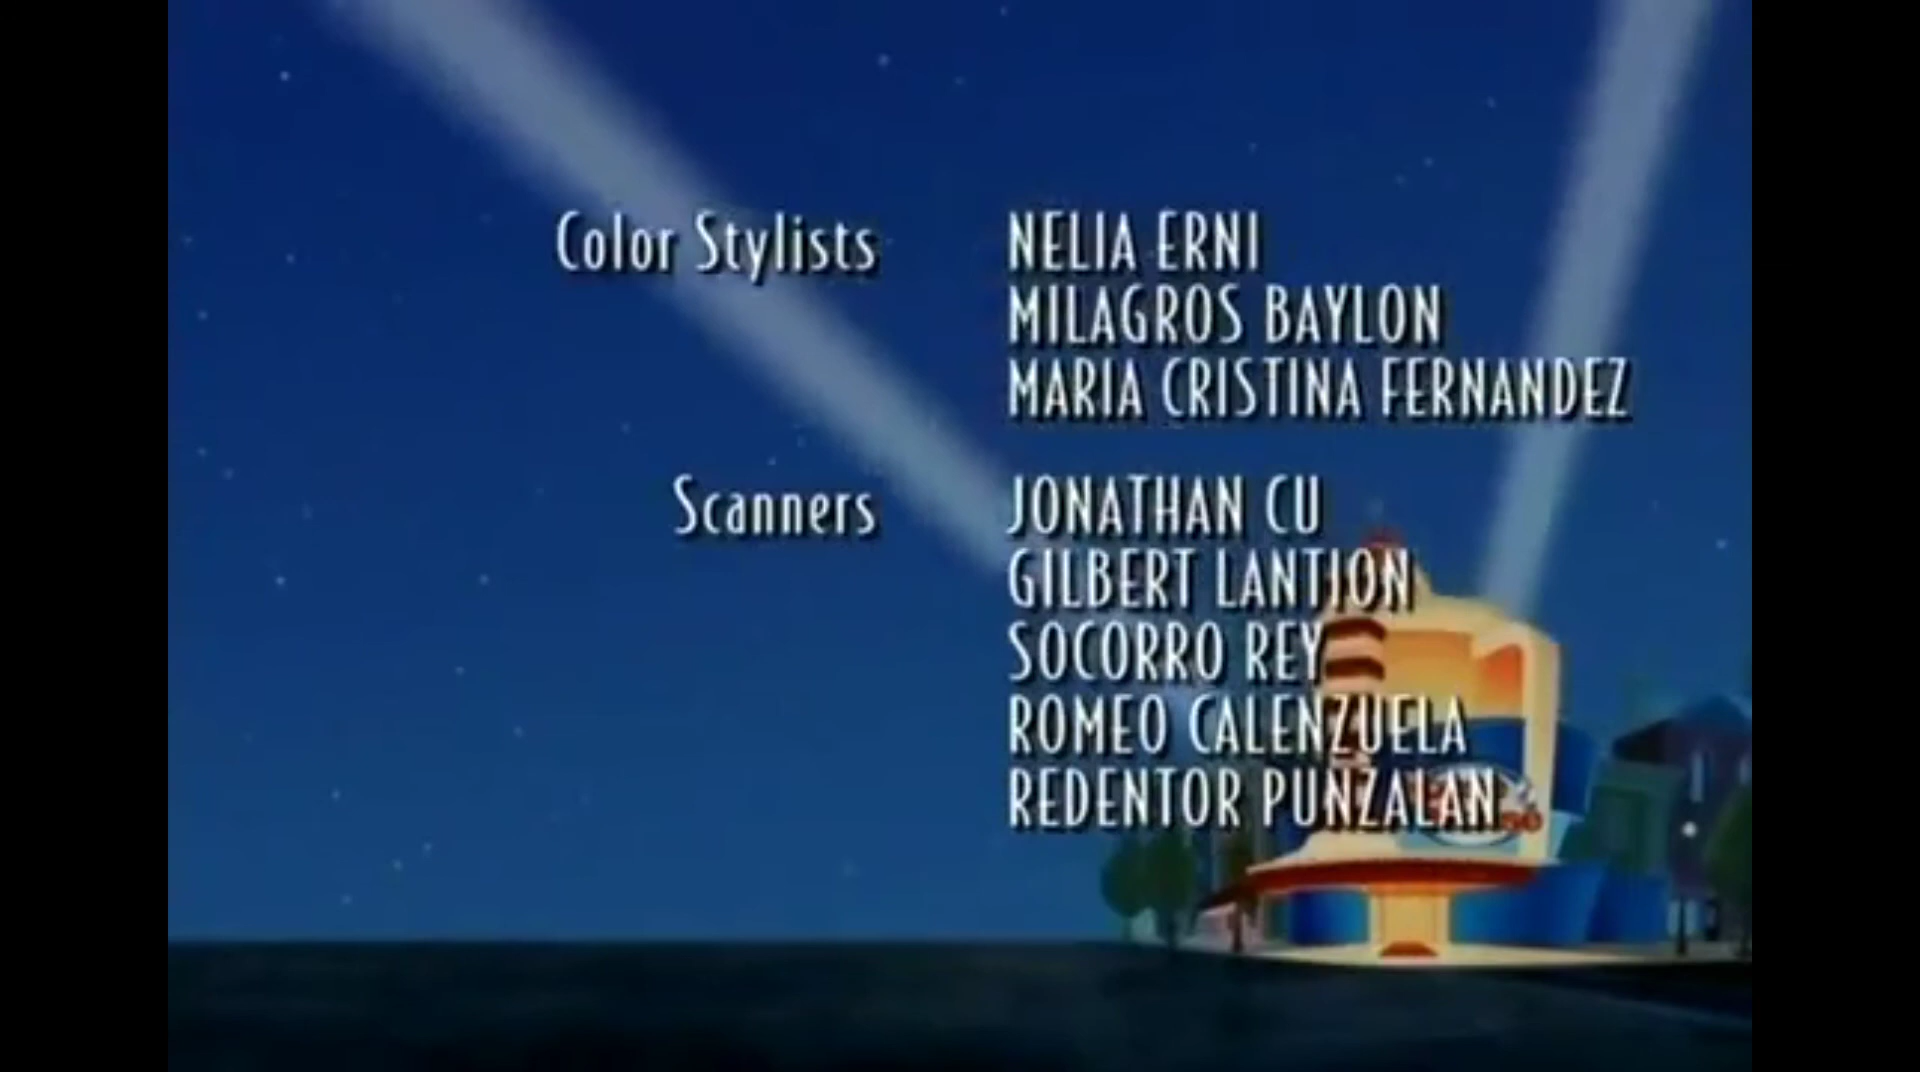 Color Stylists NELIA ERNI
MILAGROS BAYLON
MARIA CRISTINA FERNANDEZ
Scanners JONATHAN CU
GILBERT LANTION
SOCORRO REY
ROMEO CALENZUELA
REDENTOR PUNZALAN